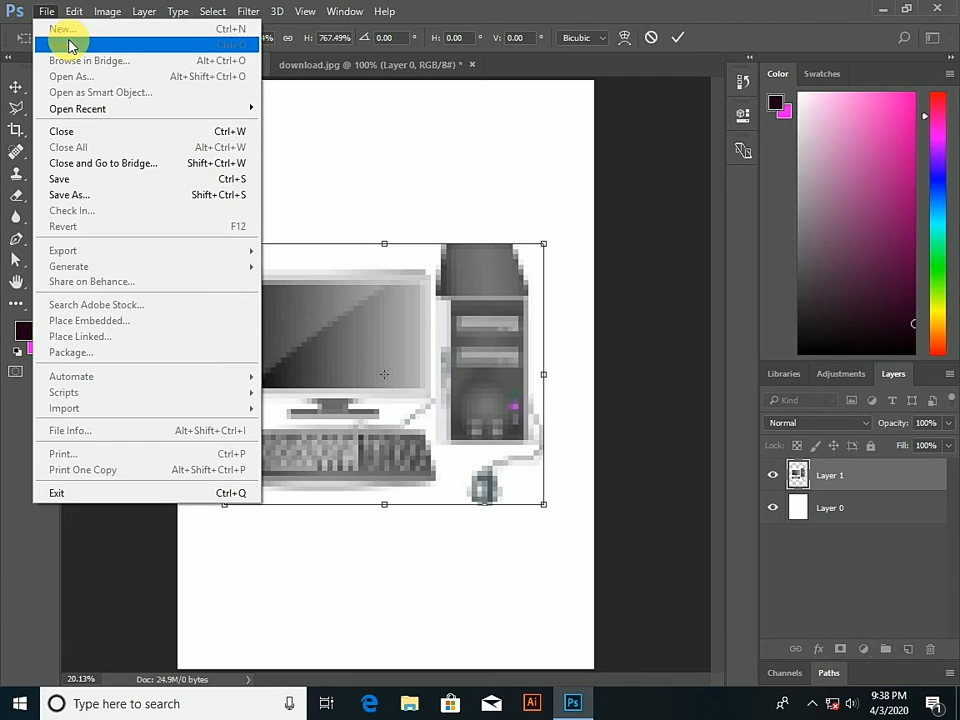 Ps File Edit Image Layer Type Select Filter 3D View Window Help
H: 767.49% 0.00 H: 0.00 V: 0.00 Bicubic
download.jpg @ 100% (Layer 0, RGB/8#) *
New... Ctrl+N
Ctrl+O
Browse in Bridge... Alt+Ctrl+O
Open As... Alt+Shift+Ctrl+O
Open as Smart Object...
Open Recent
Close Ctrl+W
Close All Alt+Ctrl+W
Close and Go to Bridge... Shift+Ctrl+W
Save Ctrl+S
Save As... Shift+Ctrl+S
Check In...
Revert F12
Export
Generate
Share on Behance...
Search Adobe Stock...
Place Embedded...
Place Linked...
Package...
Automate
Scripts
Import
File Info... Alt+Shift+Ctrl+I
Print... Ctrl+P
Print One Copy Alt+Shift+Ctrl+P
Exit Ctrl+Q
Color Swatches
Libraries Adjustments Layers
Kind
Normal Opacity: 100%
Lock: Fill: 100%
Layer 1
Layer 0
Channels Paths
20.13% Doc: 24.9M/0 bytes
Type here to search
Ai Ps
9:38 PM
4/3/2020
1